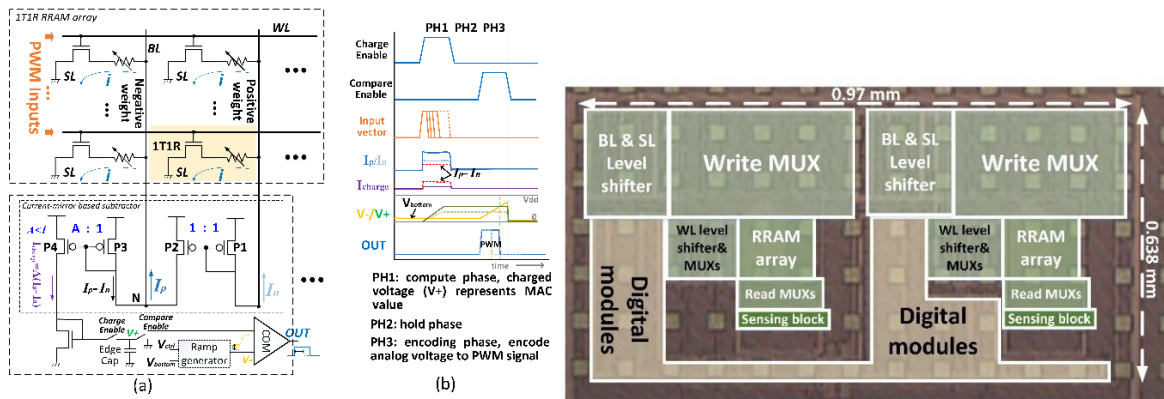 1T1R RRAM array
WL
BL
PWM Inputs
SL
i
SL
i
Negative weight
Positive weight
1T1R
SL
i
SL
i
Current-mirror based subtractor
A<1
A : 1
1 : 1
P4
P3
P2
P1
Icharge=A(Ip-In)
Ip-In
N
Ip
In
Charge Enable
Compare Enable
V+
Edge Cap
Vctrl
Vbottom
Ramp generator
COM
V-
OUT
(a)
PH1 PH2 PH3
Charge Enable
Compare Enable
Input vector
Ip/In
Ip-In
Icharge
Vbottom
Vdd
V-/V+
0
OUT
PWM
time
PH1: compute phase, charged
voltage (V+) represents MAC
value
PH2: hold phase
PH3: encoding phase, encode
analog voltage to PWM signal
(b)
0.97 mm
BL & SL
Level
shifter
Write MUX
BL & SL
Level
shifter
Write MUX
WL level
shifter&
MUXs
RRAM
array
WL level
shifter&
MUXs
RRAM
array
0.638 mm
Read MUXs
Sensing block
Read MUXs
Sensing block
Digital
modules
Digital
modules